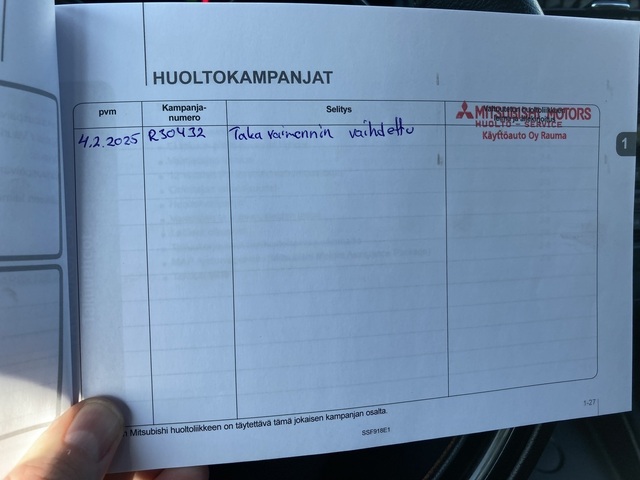 HUOLTOKAMPANJAT
pvm
Kampanja-
numero
Selitys
MITSUBISHI MOTORS
HUOLTO - SERVICE
Käyttöauto Oy Rauma
4.2.2025 R30432 Taka vaimennin vaihdettu
1
Mitsubishi huoltoliikkeen on täytettävä tämä jokaisen kampanjan osalta.
1-27
SSF918E1